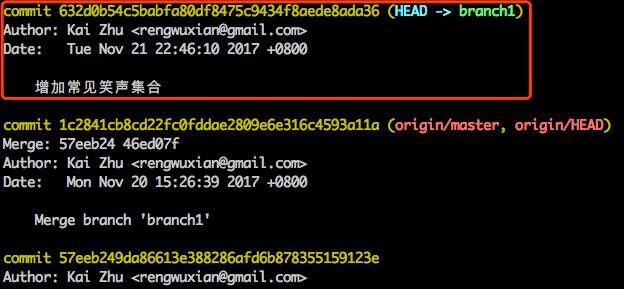 commit 632d0b54c5babfa80df8475c9434f8aede8ada36 (HEAD -> branch1)
Author: Kai Zhu <rengwuxian@gmail.com>
Date:   Tue Nov 21 22:46:10 2017 +0800
增加常见笑声集合
commit 1c2841cb8cd22fc0fddae2809e6e316c4593a11a (origin/master, origin/HEAD)
Merge: 57eeb24 46ed07f
Author: Kai Zhu <rengwuxian@gmail.com>
Date:   Mon Nov 20 15:26:39 2017 +0800
Merge branch 'branch1'
commit 57eeb249da86613e388286afd6b878355159123e
Author: Kai Zhu <rengwuxian@gmail.com>